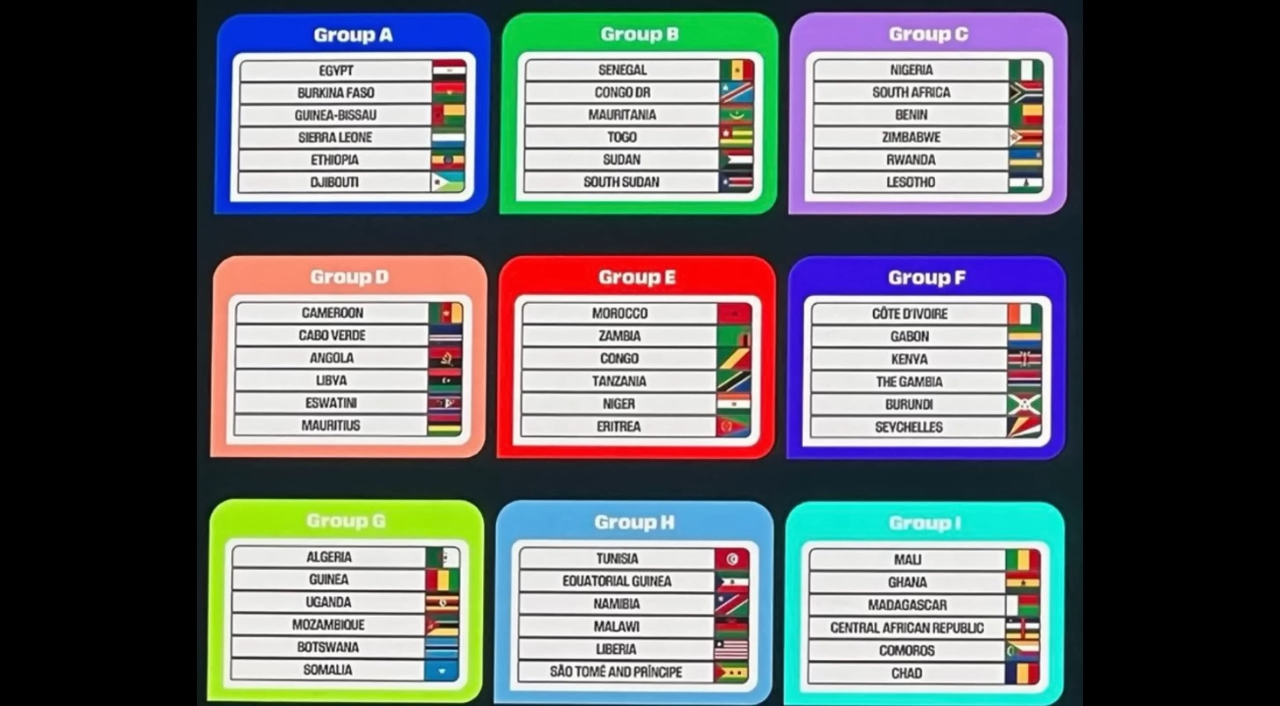 Group A
EGYPT
BURKINA FASO
GUINEA-BISSAU
SIERRA LEONE
ETHIOPIA
DJIBOUTI
Group B
SENEGAL
CONGO DR
MAURITANIA
TOGO
SUDAN
SOUTH SUDAN
Group C
NIGERIA
SOUTH AFRICA
BENIN
ZIMBABWE
RWANDA
LESOTHO
Group D
CAMEROON
CABO VERDE
ANGOLA
LIBYA
ESWATINI
MAURITIUS
Group E
MOROCCO
ZAMBIA
CONGO
TANZANIA
NIGER
ERITREA
Group F
CÔTE D'IVOIRE
GABON
KENYA
THE GAMBIA
BURUNDI
SEYCHELLES
Group G
ALGERIA
GUINEA
UGANDA
MOZAMBIQUE
BOTSWANA
SOMALIA
Group H
TUNISIA
EQUATORIAL GUINEA
NAMIBIA
MALAWI
LIBERIA
SÃO TOMÉ AND PRÍNCIPE
Group I
MALI
GHANA
MADAGASCAR
CENTRAL AFRICAN REPUBLIC
COMOROS
CHAD